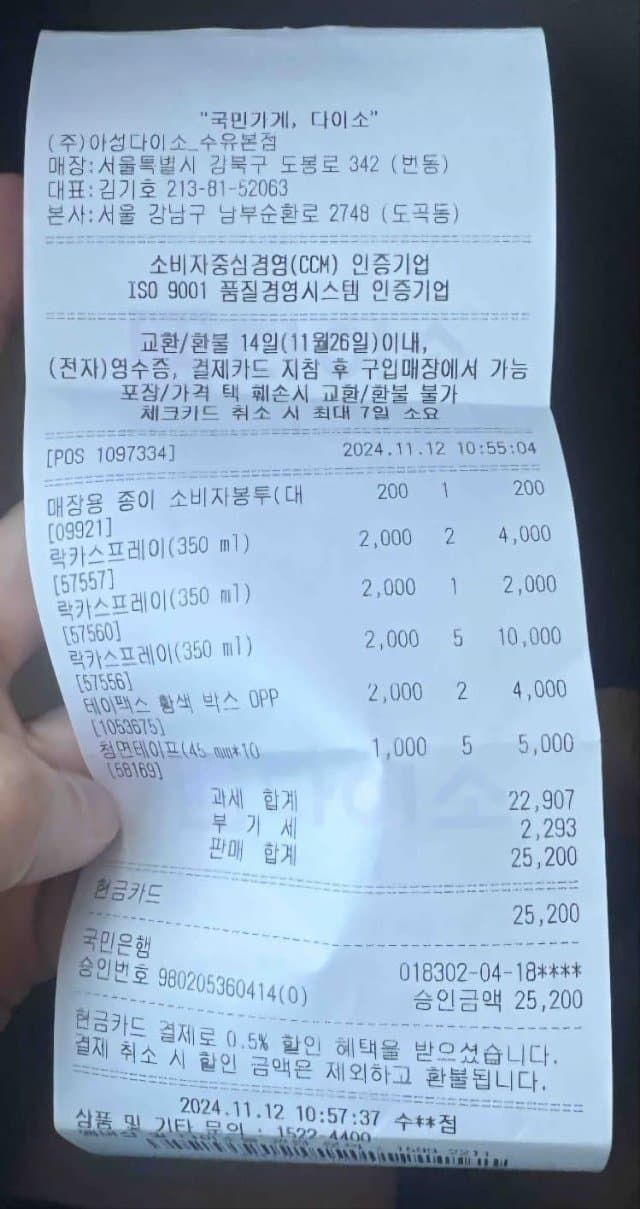 "국민가게, 다이소"
(주)아성다이소_수유본점
매장:서울특별시 강북구 도봉로 342 (번동)
대표:김기호 213-81-52063
본사:서울 강남구 남부순환로 2748 (도곡동)
소비자중심경영(CCM) 인증기업
ISO 9001 품질경영시스템 인증기업
교환/환불 14일(11월26일)이내,
(전자)영수증, 결제카드 지참 후 구입매장에서 가능
포장/가격 택 훼손시 교환/환불 불가
체크카드 취소 시 최대 7일 소요
[POS 1097334] 2024.11.12 10:55:04
매장용 종이 소비자봉투(대 200 1 200
[09921]
락카스프레이(350 ml) 2,000 2 4,000
[57557]
락카스프레이(350 ml) 2,000 1 2,000
[57560]
락카스프레이(350 ml) 2,000 5 10,000
[57556]
테이팩스 황색 박스 OPP 2,000 2 4,000
[1053675]
청면테이프(45 mm*10 1,000 5 5,000
[58169]
과세 합계 22,907
부 가 세 2,293
판매 합계 25,200
현금카드 25,200
국민은행 018302-04-18****
승인번호 980205360414(0) 승인금액 25,200
현금카드 결제로 0.5% 할인 혜택을 받으셨습니다.
결제 취소 시 할인 금액은 제외하고 환불됩니다.
2024.11.12 10:57:37 수**점
상품 및 기타 문의 : 1522-4400